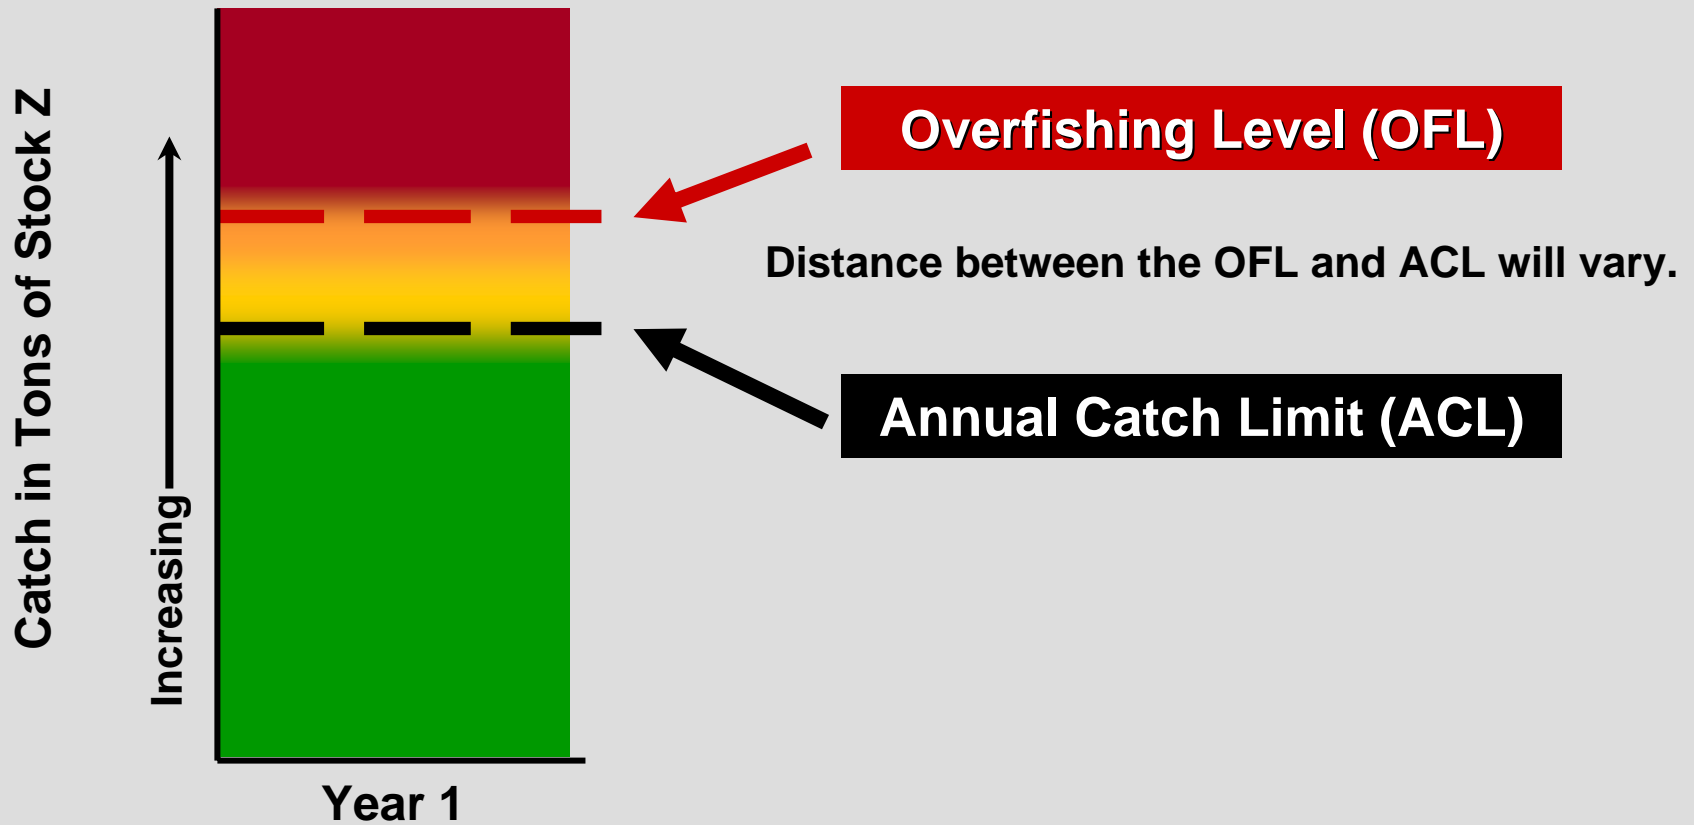 Catch in Tons of Stock Z
Increasing
Overfishing Level (OFL)
Distance between the OFL and ACL will vary.
Annual Catch Limit (ACL)
Year 1